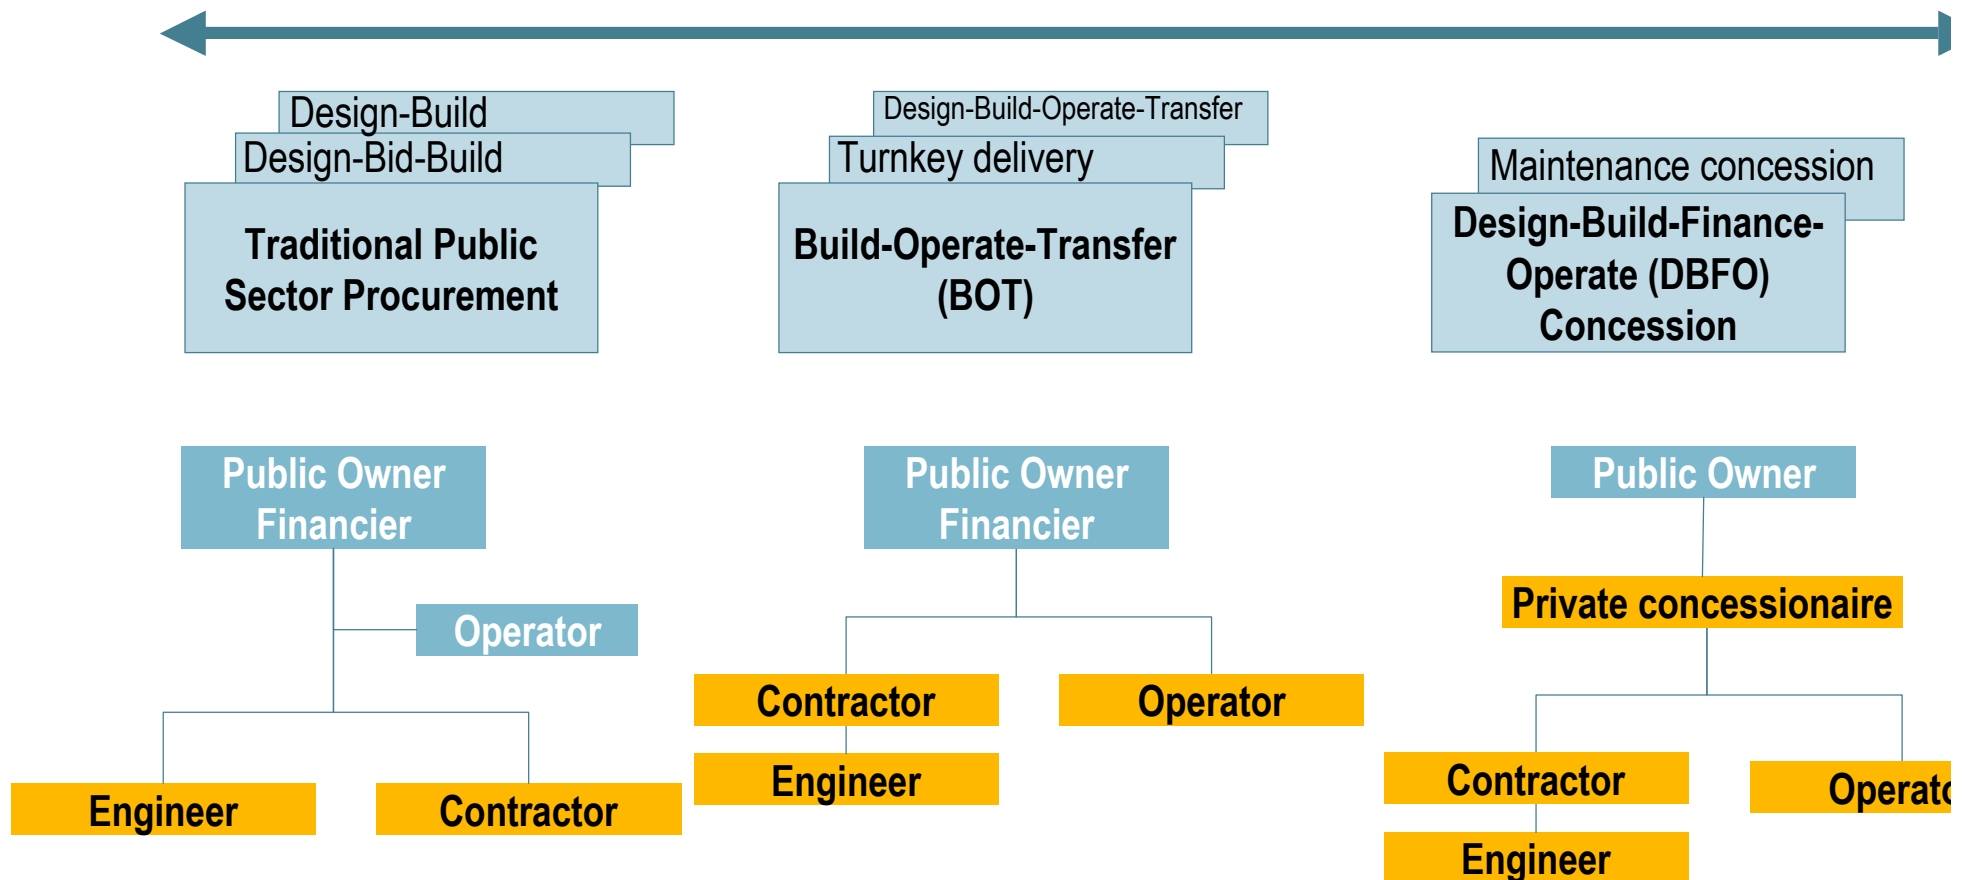 Design-Build
Design-Bid-Build
Traditional Public
Sector Procurement
Design-Build-Operate-Transfer
Turnkey delivery
Build-Operate-Transfer
(BOT)
Maintenance concession
Design-Build-Finance-
Operate (DBFO)
Concession
Public Owner
Financier
Operator
Engineer
Contractor
Public Owner
Financier
Contractor
Operator
Engineer
Public Owner
Private concessionaire
Contractor
Engineer